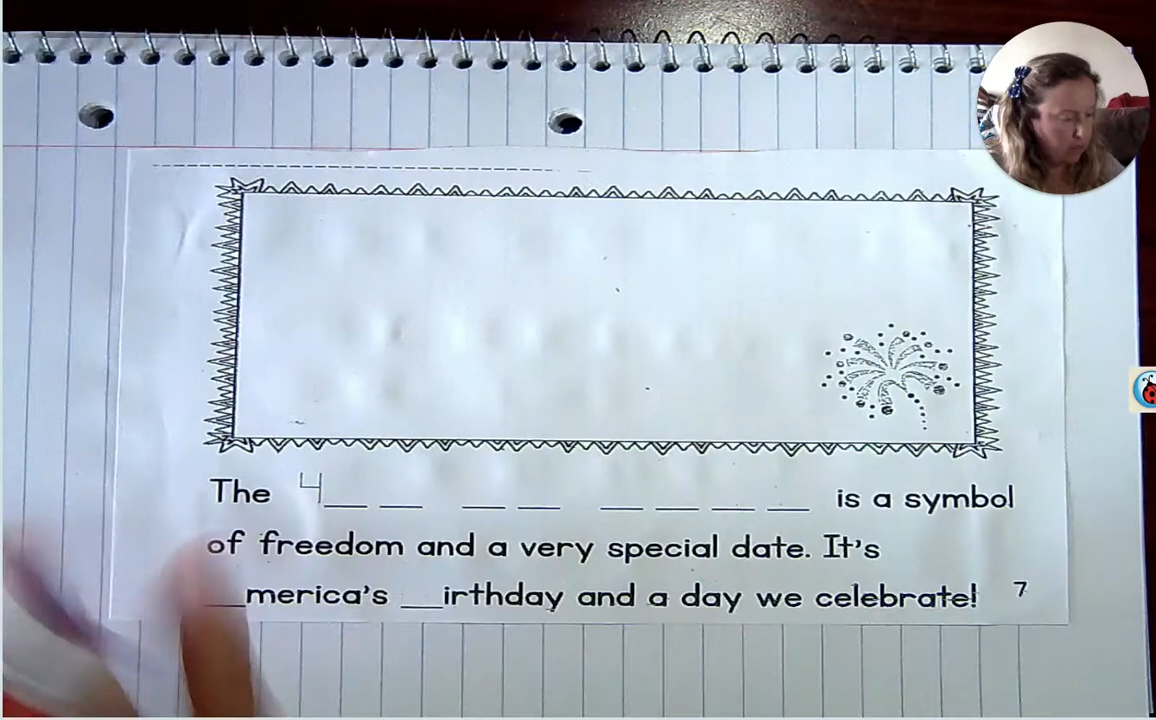 The 4__ __ __ __ __ __ __ __ is a symbol
of freedom and a very special date. It's
__merica's __irthday and a day we celebrate! 7